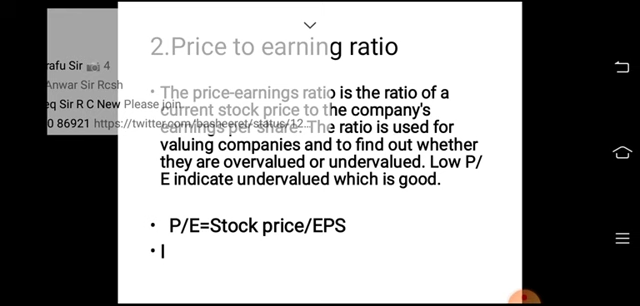 2.Price to earning ratio
rafu Sir 4
Anwar Sir Rcsh
eq Sir R C New Please join
0 86921 https://twitter.com/basheeret/status/12...
• The price-earnings ratio is the ratio of a
current stock price to the company's
earnings per share. The ratio is used for
valuing companies and to find out whether
they are overvalued or undervalued. Low P/
E indicate undervalued which is good.
• P/E=Stock price/EPS
• I